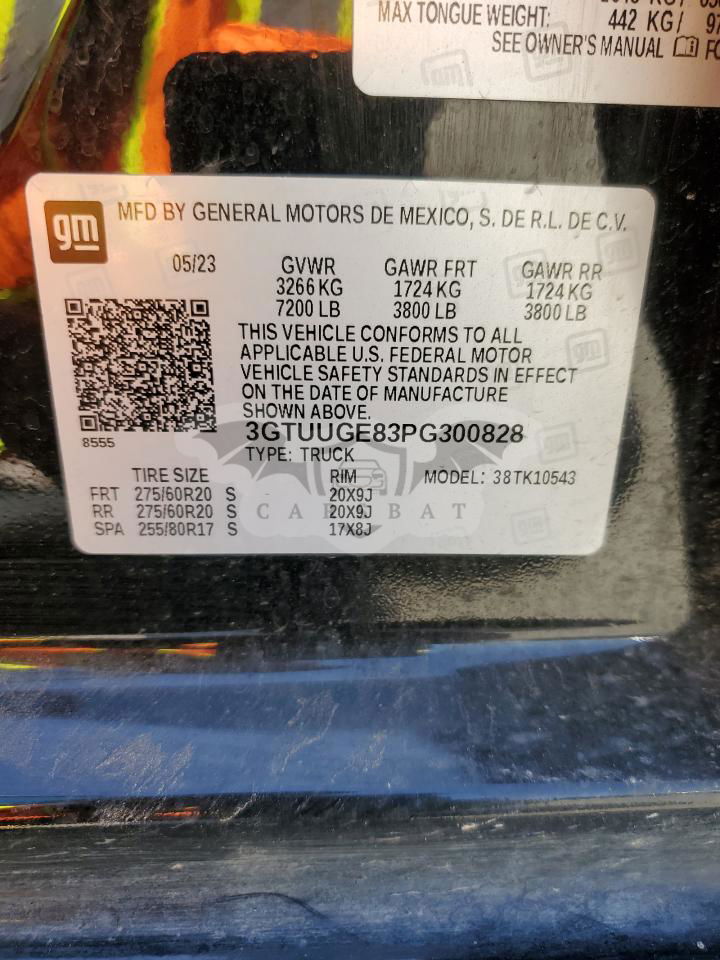 MAX TONGUE WEIGHT: 442 KG/
SEE OWNER'S MANUAL
gm
MFD BY GENERAL MOTORS DE MEXICO, S. DE R.L. DE C.V.
05/23 GVWR GAWR FRT GAWR RR
3266 KG 1724 KG 1724 KG
7200 LB 3800 LB 3800 LB
THIS VEHICLE CONFORMS TO ALL
APPLICABLE U.S. FEDERAL MOTOR
VEHICLE SAFETY STANDARDS IN EFFECT
ON THE DATE OF MANUFACTURE
SHOWN ABOVE.
8555
3GTUUGE83PG300828
TYPE: TRUCK
TIRE SIZE RIM MODEL: 38TK10543
FRT 275/60R20 S 20X9J
RR 275/60R20 S 20X9J
SPA 255/80R17 S 17X8J